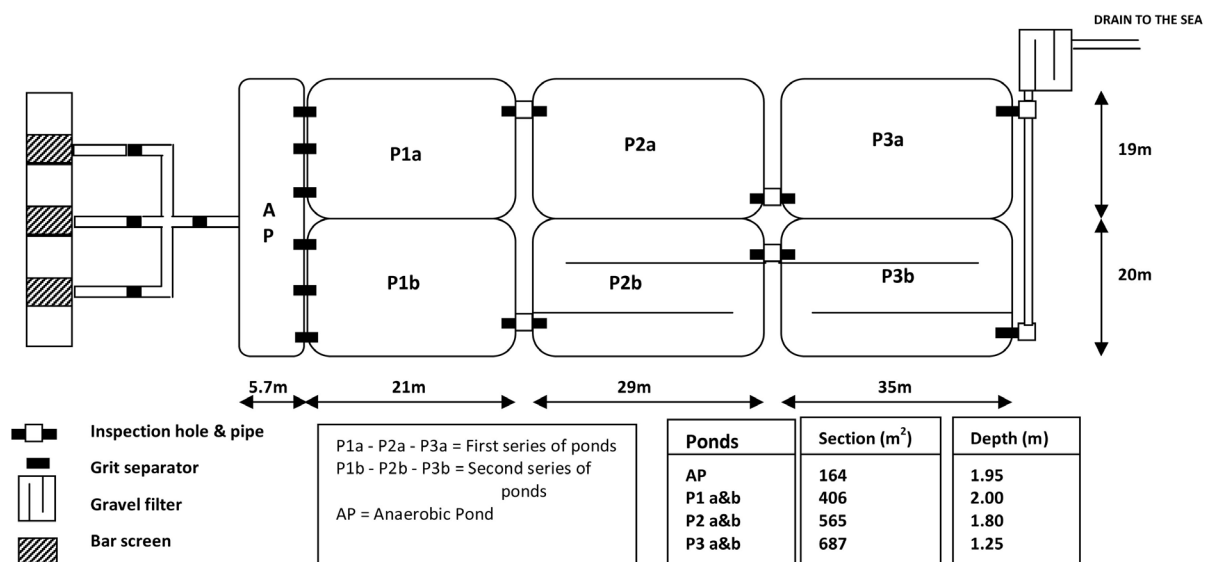 DRAIN TO THE SEA
P1a
P2a
P3a
19m
A
P
P1b
P2b
P3b
20m
5.7m
21m
29m
35m
Inspection hole & pipe
Grit separator
Gravel filter
Bar screen
P1a - P2a - P3a = First series of ponds
P1b - P2b - P3b = Second series of
ponds
AP = Anaerobic Pond
Ponds Section (m²) Depth (m)
AP 164 1.95
P1 a&b 406 2.00
P2 a&b 565 1.80
P3 a&b 687 1.25